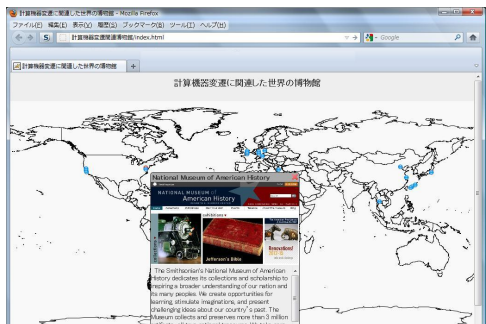 計算機器変遷に関連した世界の博物館 - Mozilla Firefox
ファイル(F) 編集(E) 表示(V) 履歴(S) ブックマーク(B) ツール(T) ヘルプ(H)
計算機器変遷関連博物館/index.html
Google
計算機器変遷に関連した世界の博物館
計算機器変遷に関連した世界の博物館
National Museum of American History
NATIONAL MUSEUM OF
American History
exhibitions
Jefferson's Bible
The Smithsonian's National Museum of American
History dedicates its collections and scholarship to
inspiring a broader understanding of our nation and
its many peoples. We create opportunities for
learning, stimulate imaginations, and present
challenging ideas about our country's past. The
Museum collects and preserves more than 3 million